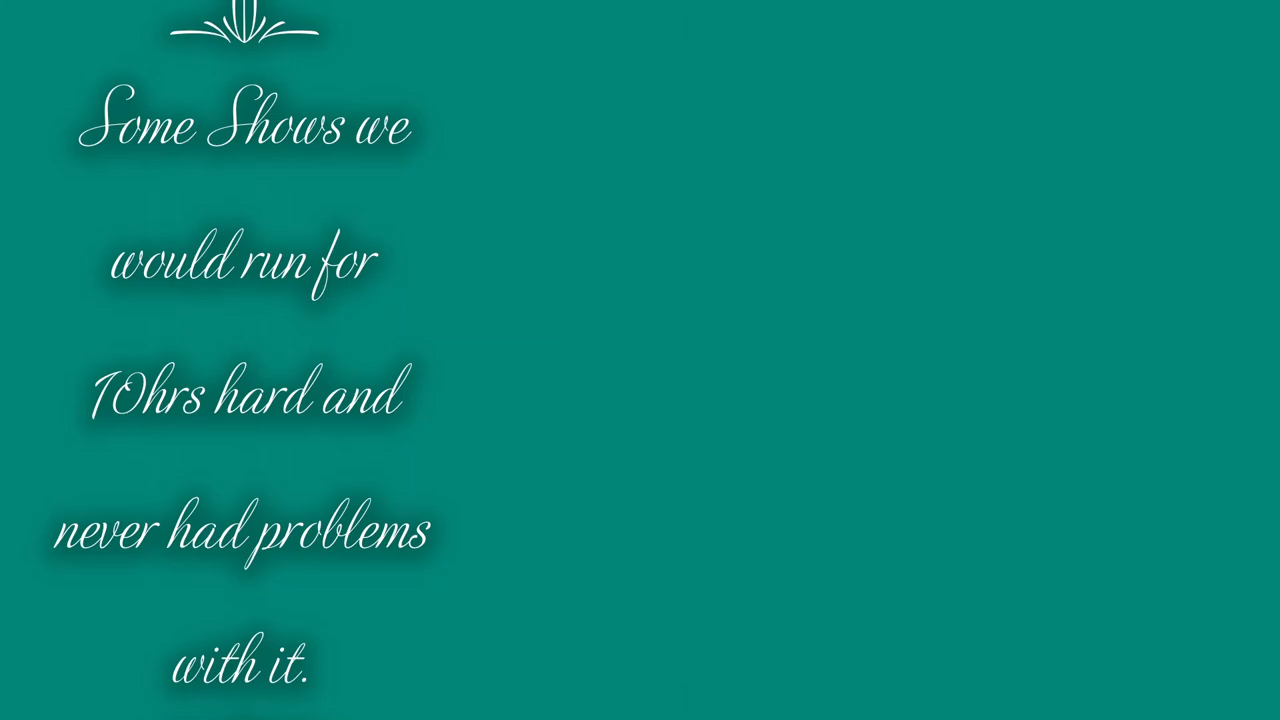 Some Shows we
would run for
10hrs hard and
never had problems
with it.